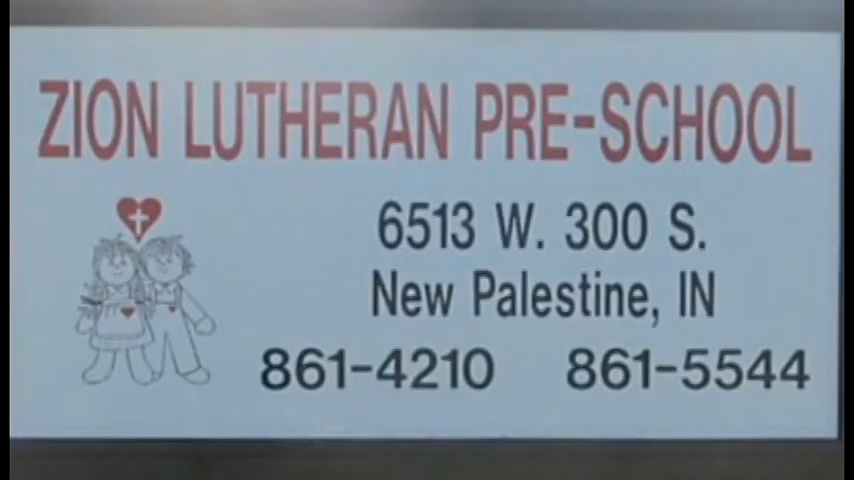 ZION LUTHERAN PRE-SCHOOL
6513 W. 300 S.
New Palestine, IN
861-4210 861-5544